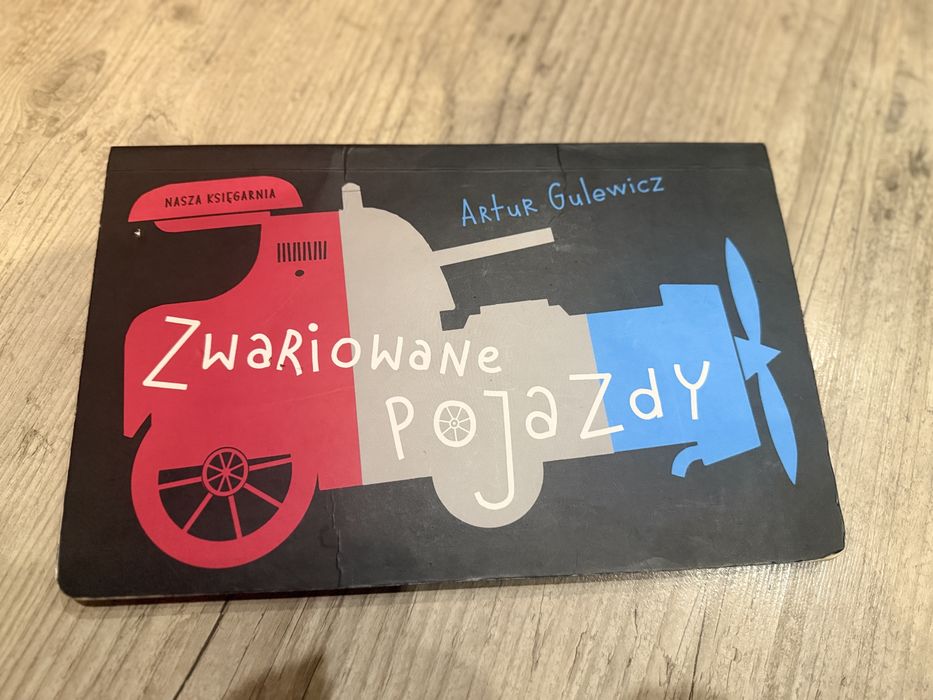 NASZA KSIĘGARNIA
Artur Gulewicz
Zwariowane
pojazdy